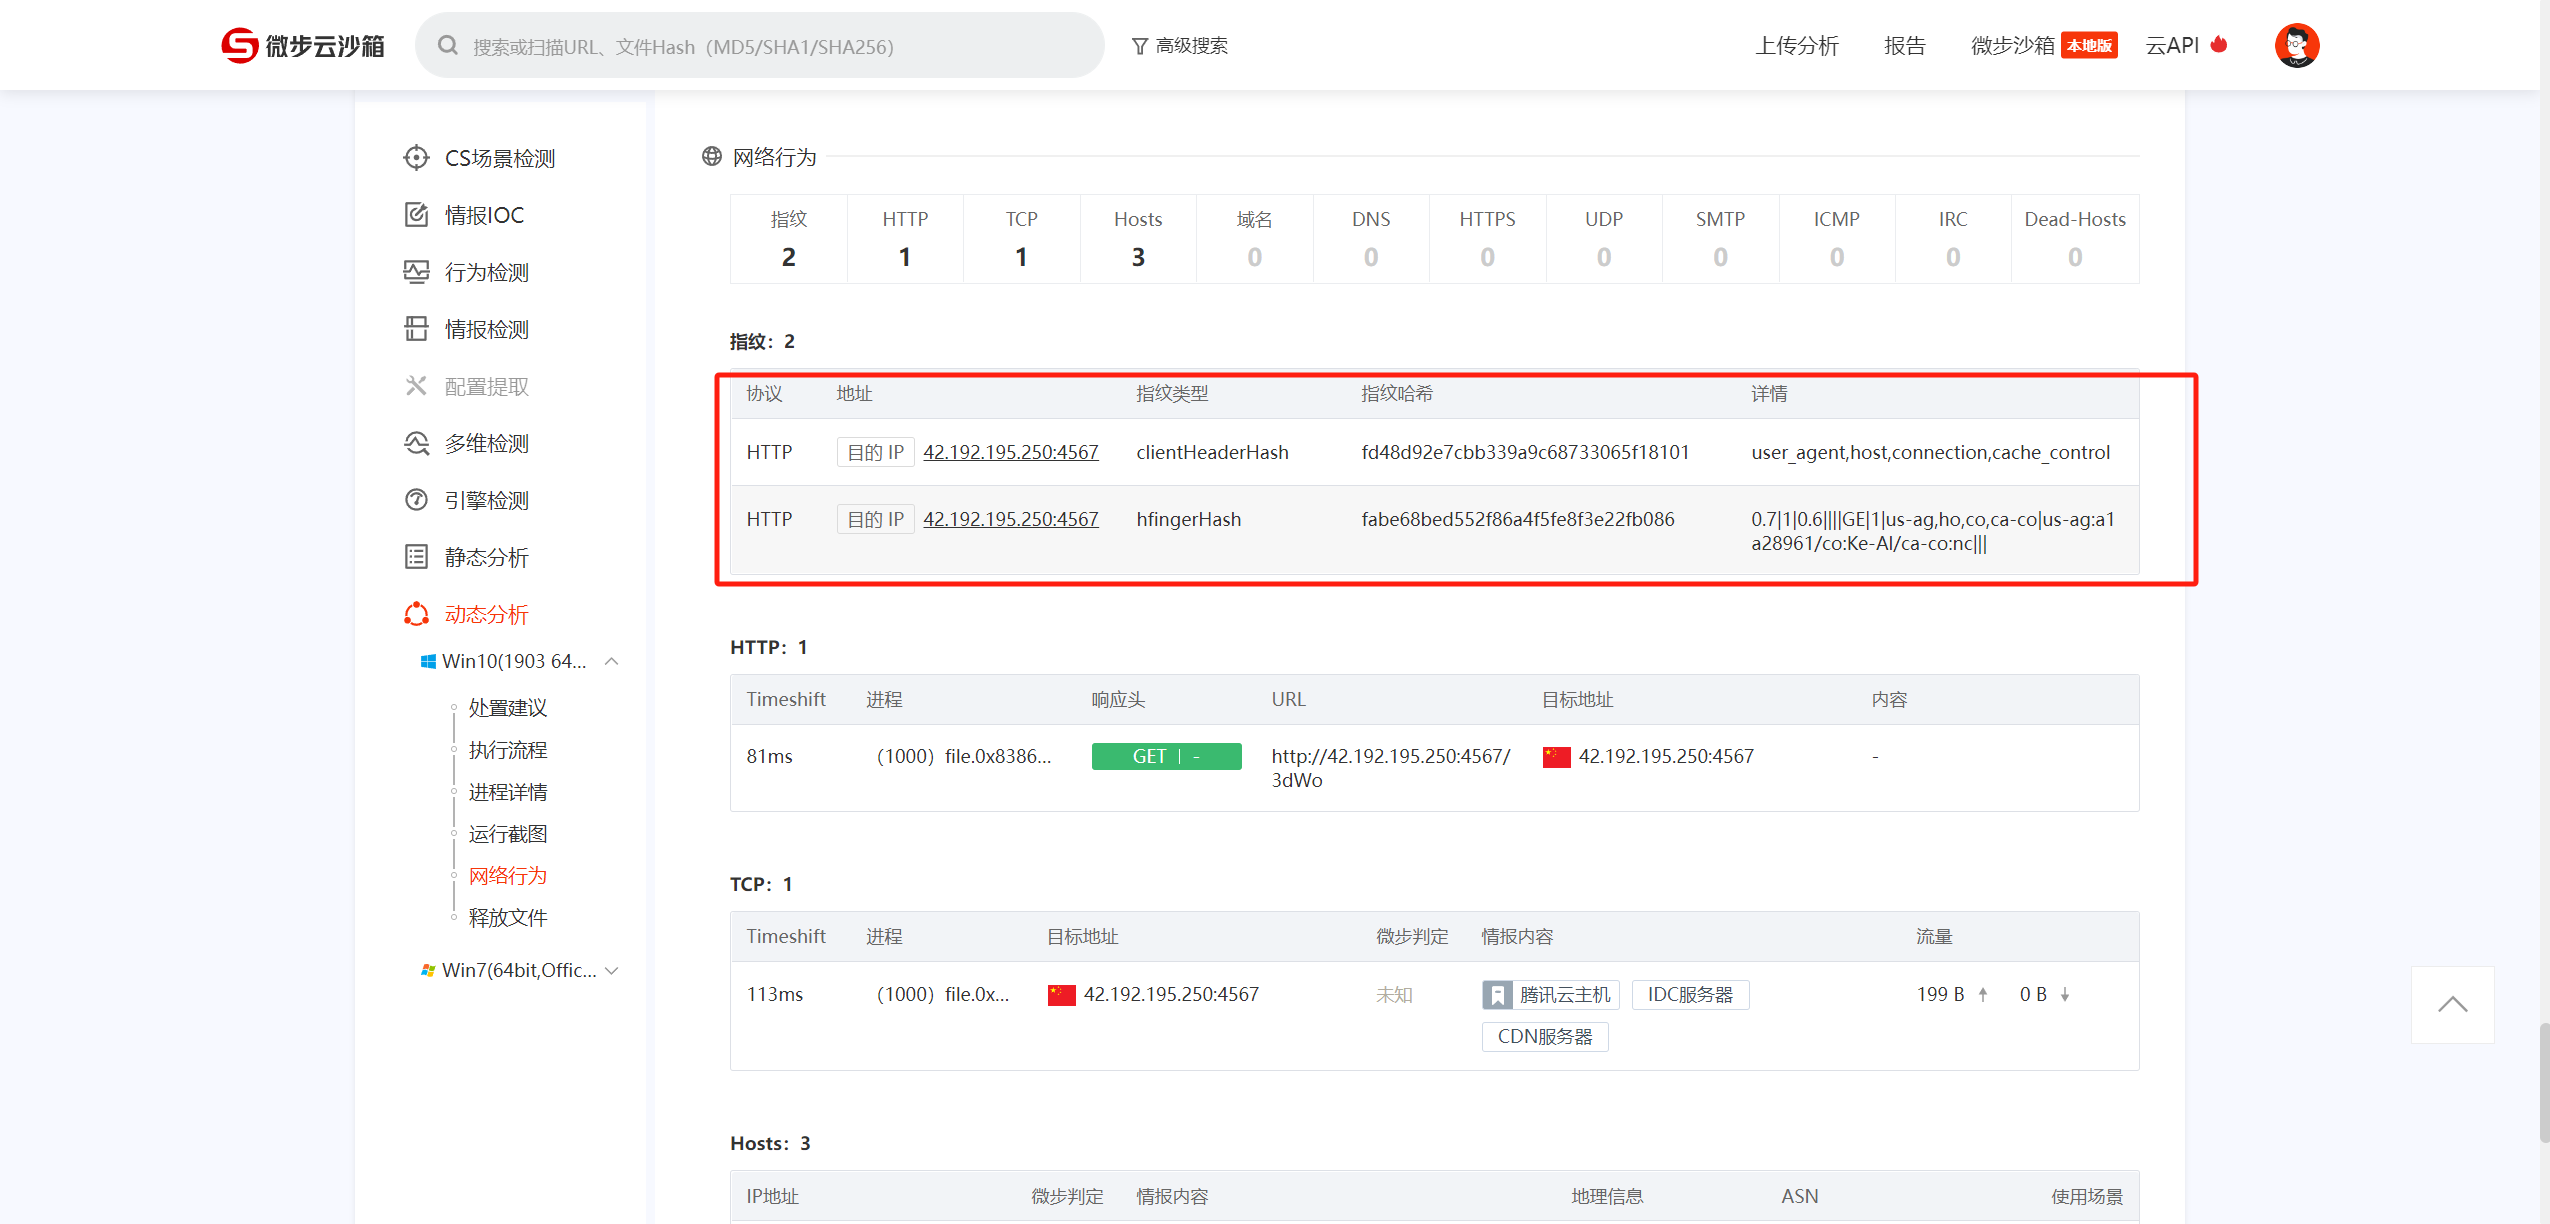 微步云沙箱
搜索或扫描URL、文件Hash（MD5/SHA1/SHA256）
高级搜索
上传分析
报告
微步沙箱 本地版
云API
CS场景检测
情报IOC
行为检测
情报检测
配置提取
多维检测
引擎检测
静态分析
动态分析
Win10(1903 64...
处置建议
执行流程
进程详情
运行截图
网络行为
释放文件
Win7(64bit,Offic...
网络行为
指纹 HTTP TCP Hosts 域名 DNS HTTPS UDP SMTP ICMP IRC Dead-Hosts
2 1 1 3 0 0 0 0 0 0 0 0
指纹：2
协议 地址 指纹类型 指纹哈希 详情
HTTP 目的 IP 42.192.195.250:4567 clientHeaderHash fd48d92e7cbb339a9c68733065f18101 user_agent,host,connection,cache_control
HTTP 目的 IP 42.192.195.250:4567 hfingerHash fabe68bed552f86a4f5fe8f3e22fb086 0.7|1|0.6||||GE|1|us-ag,ho,co,ca-co|us-ag:a1
a28961/co:Ke-Al/ca-co:nc|||
HTTP：1
Timeshift 进程 响应头 URL 目标地址 内容
81ms （1000）file.0x8386... GET | - http://42.192.195.250:4567/ 42.192.195.250:4567 -
3dWo
TCP：1
Timeshift 进程 目标地址 微步判定 情报内容 流量
113ms （1000）file.0x... 42.192.195.250:4567 未知 腾讯云主机 IDC服务器 199 B 0 B
CDN服务器
Hosts：3
IP地址 微步判定 情报内容 地理信息 ASN 使用场景